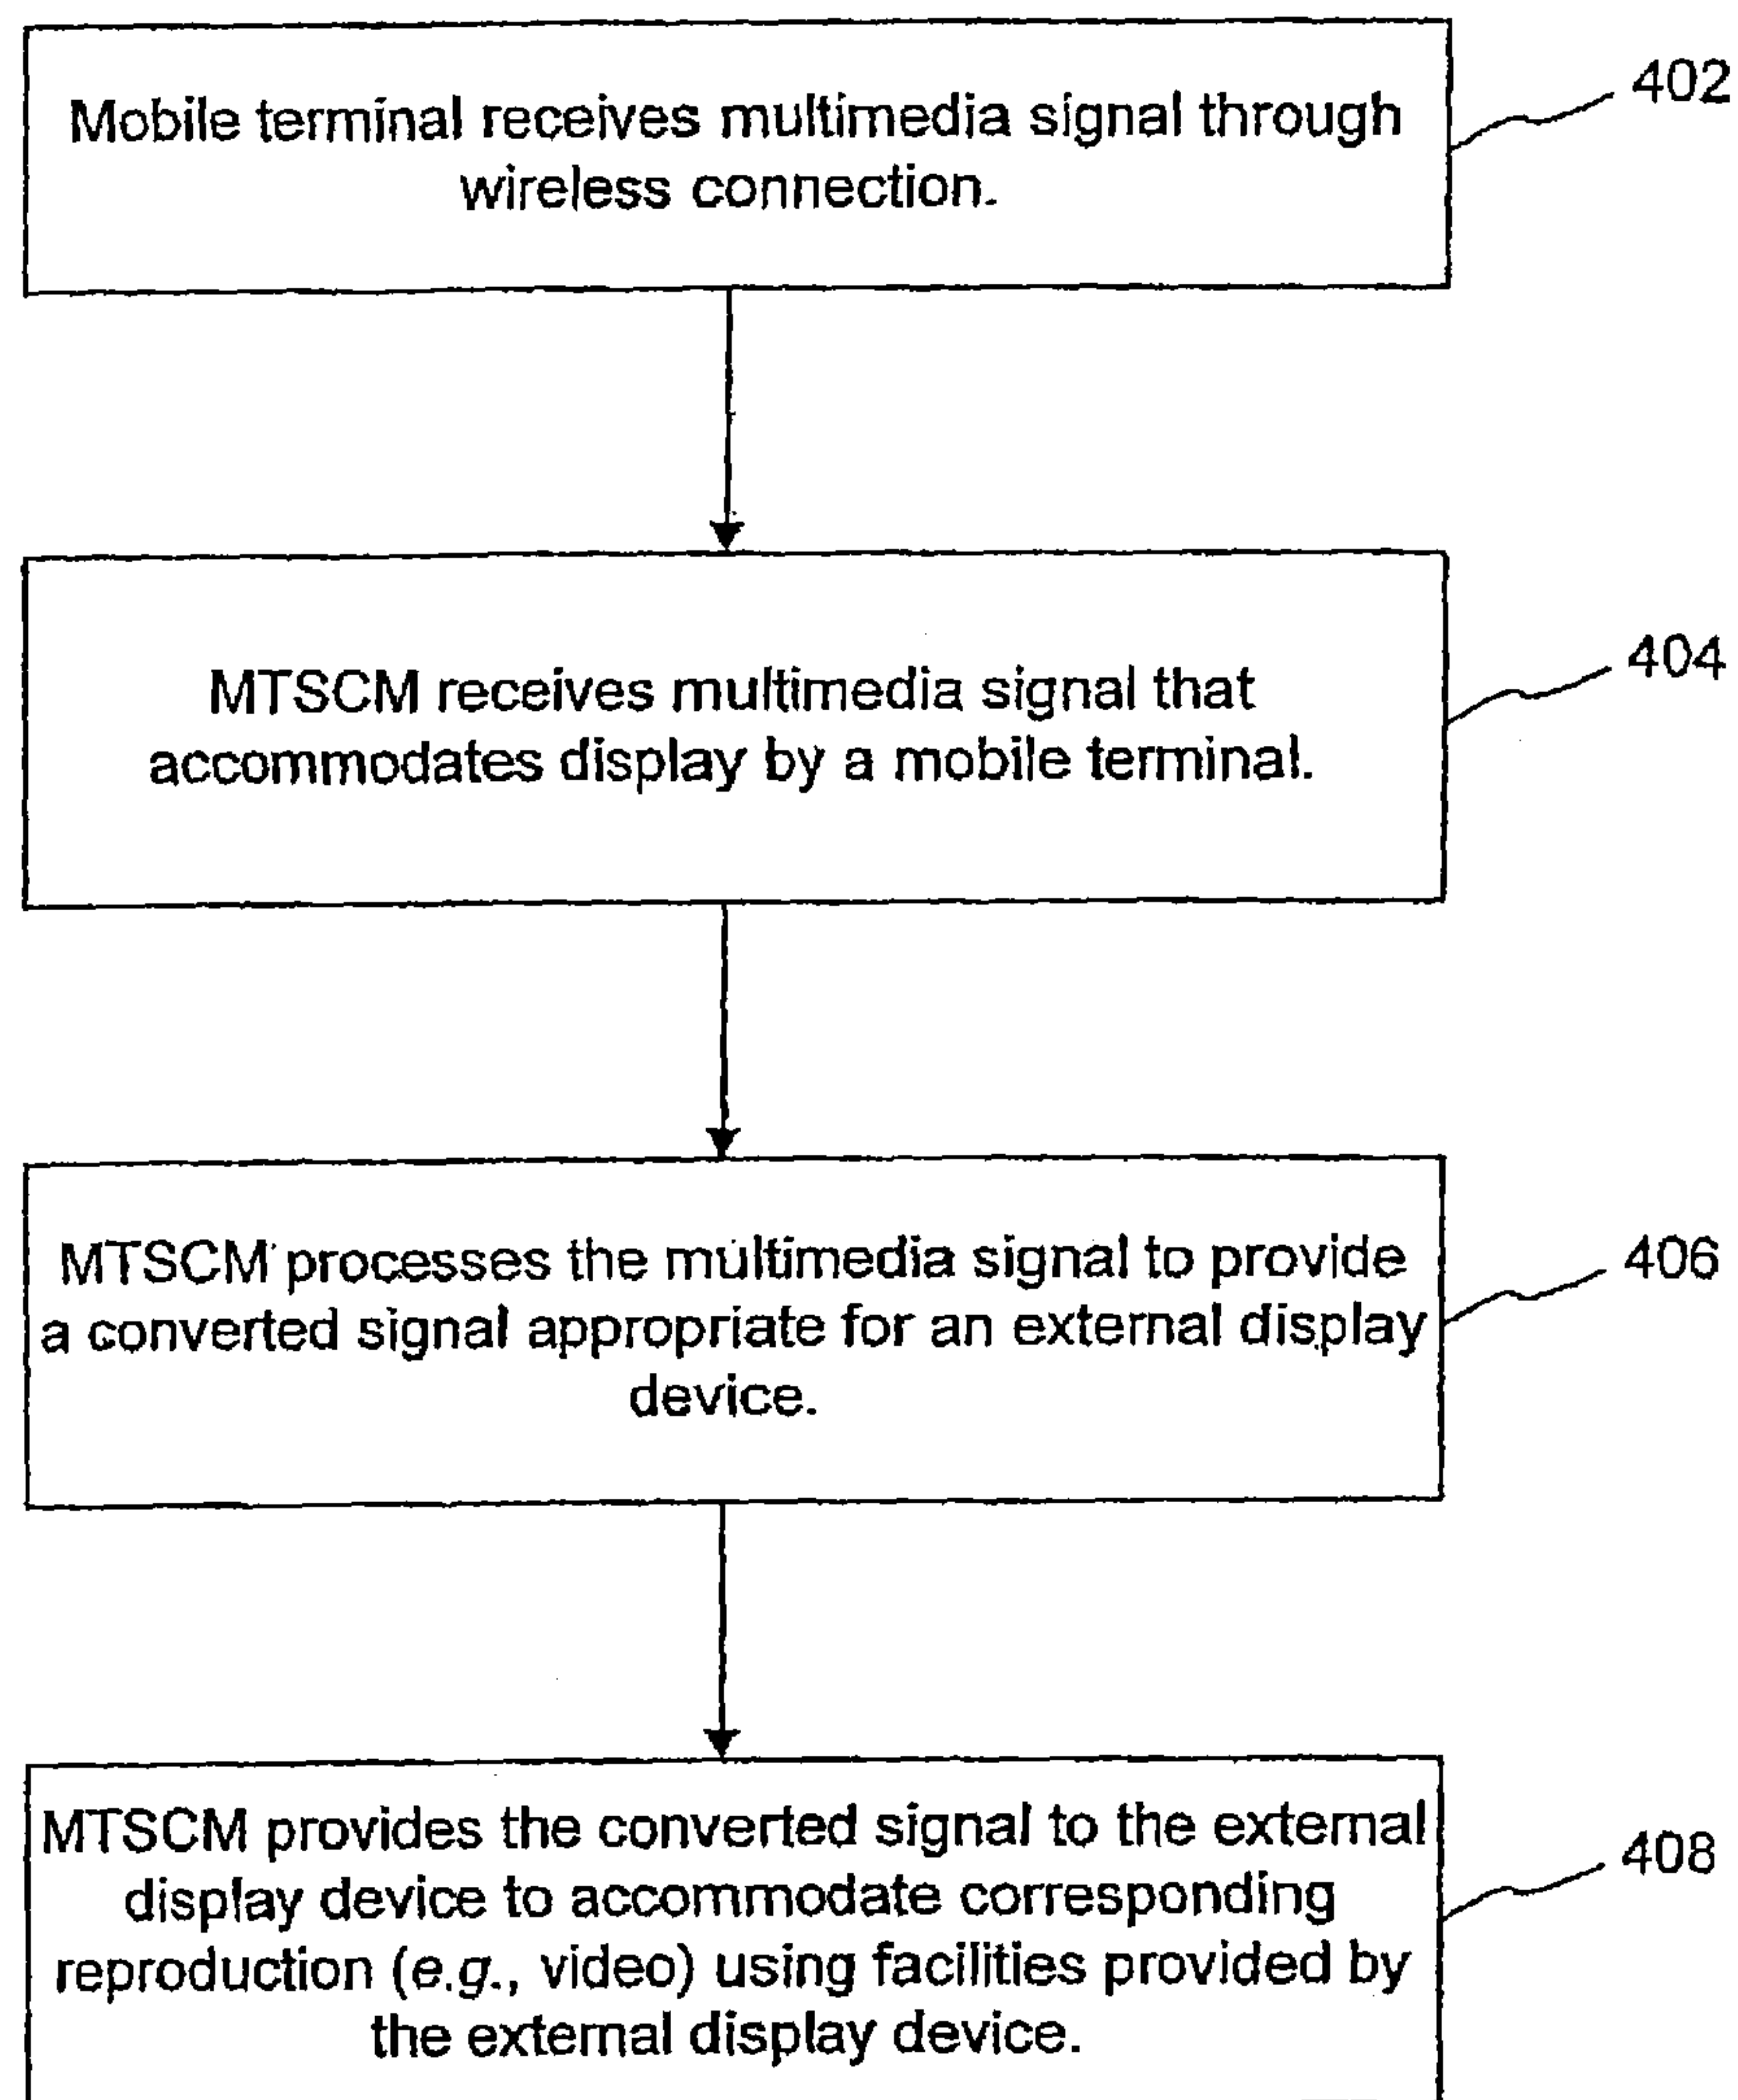 Mobile terminal receives multimedia signal through
wireless connection.
402
MTSCM receives multimedia signal that
accommodates display by a mobile terminal.
404
MTSCM processes the multimedia signal to provide
a converted signal appropriate for an external display
device.
406
MTSCM provides the converted signal to the external
display device to accommodate corresponding
reproduction (e.g., video) using facilities provided by
the external display device.
408